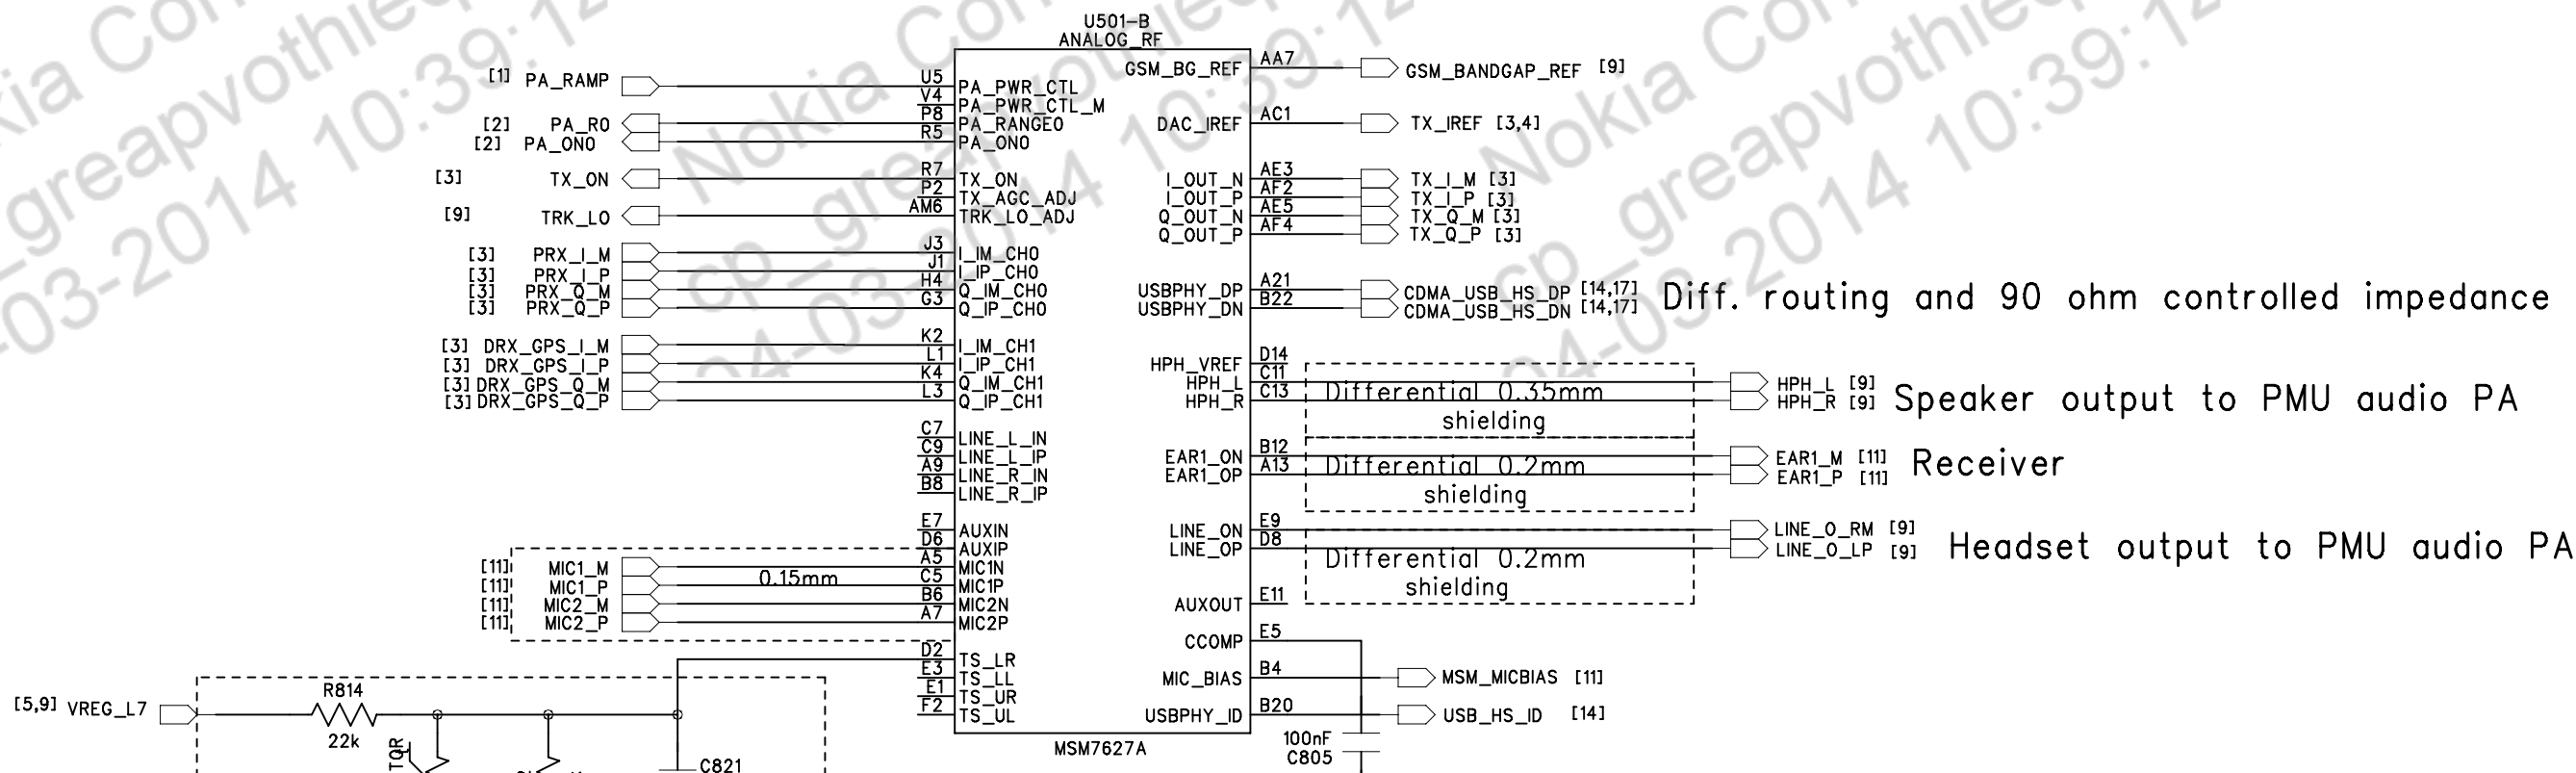 U501-B
ANALOG_RF
[1] PA_RAMP U5 PA_PWR_CTL
V4 PA_PWR_CTL_M
[2] PA_R0 P8 PA_RANGE0
[2] PA_ON0 R5 PA_ON0
[3] TX_ON R7 TX_ON
P2 TX_AGC_ADJ
[9] TRK_LO AM6 TRK_LO_ADJ
[3] PRX_I_M J3 I_IM_CH0
[3] PRX_I_P J1 I_IP_CH0
[3] PRX_Q_M H4 Q_IM_CH0
[3] PRX_Q_P G3 Q_IP_CH0
[3] DRX_GPS_I_M K2 I_IM_CH1
[3] DRX_GPS_I_P L1 I_IP_CH1
[3] DRX_GPS_Q_M K4 Q_IM_CH1
[3] DRX_GPS_Q_P L3 Q_IP_CH1
C7 LINE_L_IN
C9 LINE_L_IP
A9 LINE_R_IN
B8 LINE_R_IP
E7 AUXIN
D6 AUXIP
[11] MIC1_M A5 MIC1N
[11] MIC1_P 0.15mm C5 MIC1P
[11] MIC2_M B6 MIC2N
[11] MIC2_P A7 MIC2P
D2 TS_LR
E3 TS_LL
E1 TS_UR
F2 TS_UL
GSM_BG_REF AA7 GSM_BANDGAP_REF [9]
DAC_IREF AC1 TX_IREF [3,4]
I_OUT_N AE3 TX_I_M [3]
I_OUT_P AF2 TX_I_P [3]
Q_OUT_N AE5 TX_Q_M [3]
Q_OUT_P AF4 TX_Q_P [3]
USBPHY_DP A21 CDMA_USB_HS_DP [14,17]
USBPHY_DN B22 CDMA_USB_HS_DN [14,17]
Diff. routing and 90 ohm controlled impedance
HPH_VREF D14
HPH_L C11 HPH_L [9]
HPH_R C13 HPH_R [9]
Differential 0.35mm
shielding
Speaker output to PMU audio PA
EAR1_ON B12 EAR1_M [11]
EAR1_OP A13 EAR1_P [11]
Differential 0.2mm
shielding
Receiver
LINE_ON E9 LINE_O_RM [9]
LINE_OP D8 LINE_O_LP [9]
Differential 0.2mm
shielding
Headset output to PMU audio PA
AUXOUT E11
CCOMP E5
MIC_BIAS B4 MSM_MICBIAS [11]
USBPHY_ID B20 USB_HS_ID [14]
MSM7627A
100nF
C805
[5,9] VREG_L7
R814
22k
C821
Nokia
cp_greapvothie
04-03-2014 10:39:12